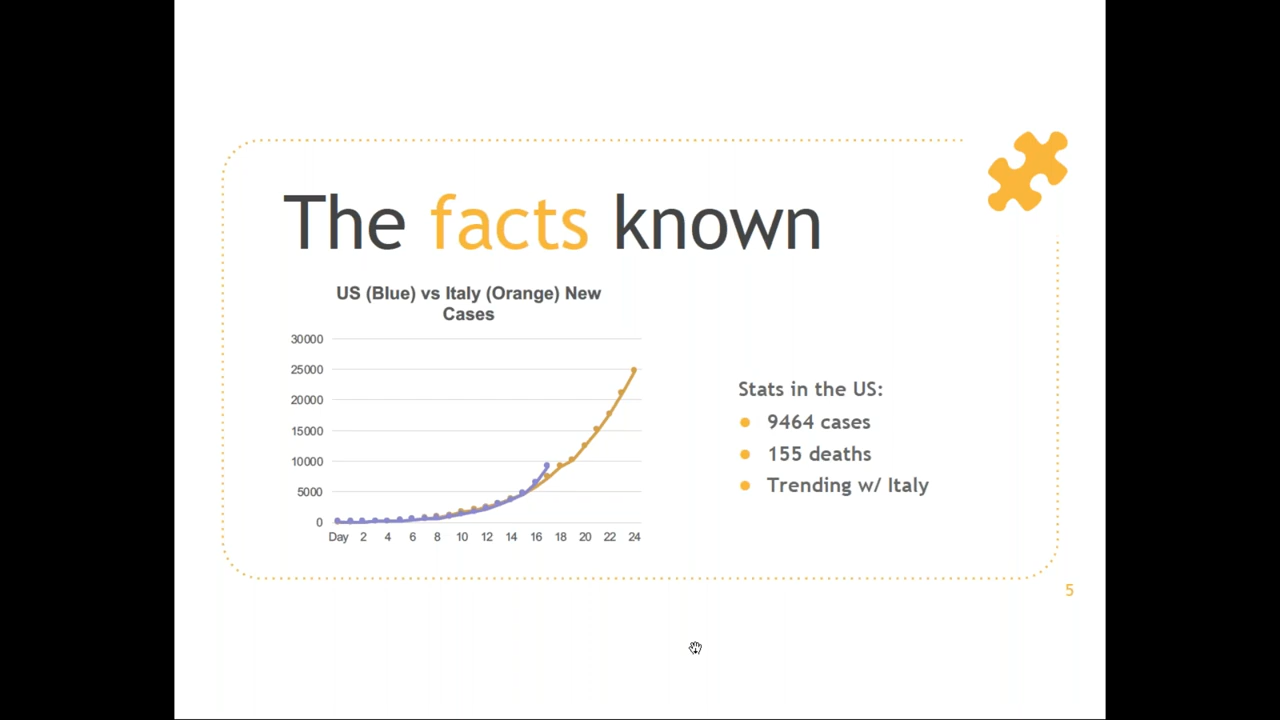 The facts known
US (Blue) vs Italy (Orange) New
Cases
30000
25000
20000
15000
10000
5000
0
Day 2 4 6 8 10 12 14 16 18 20 22 24
Stats in the US:
9464 cases
155 deaths
Trending w/ Italy
5